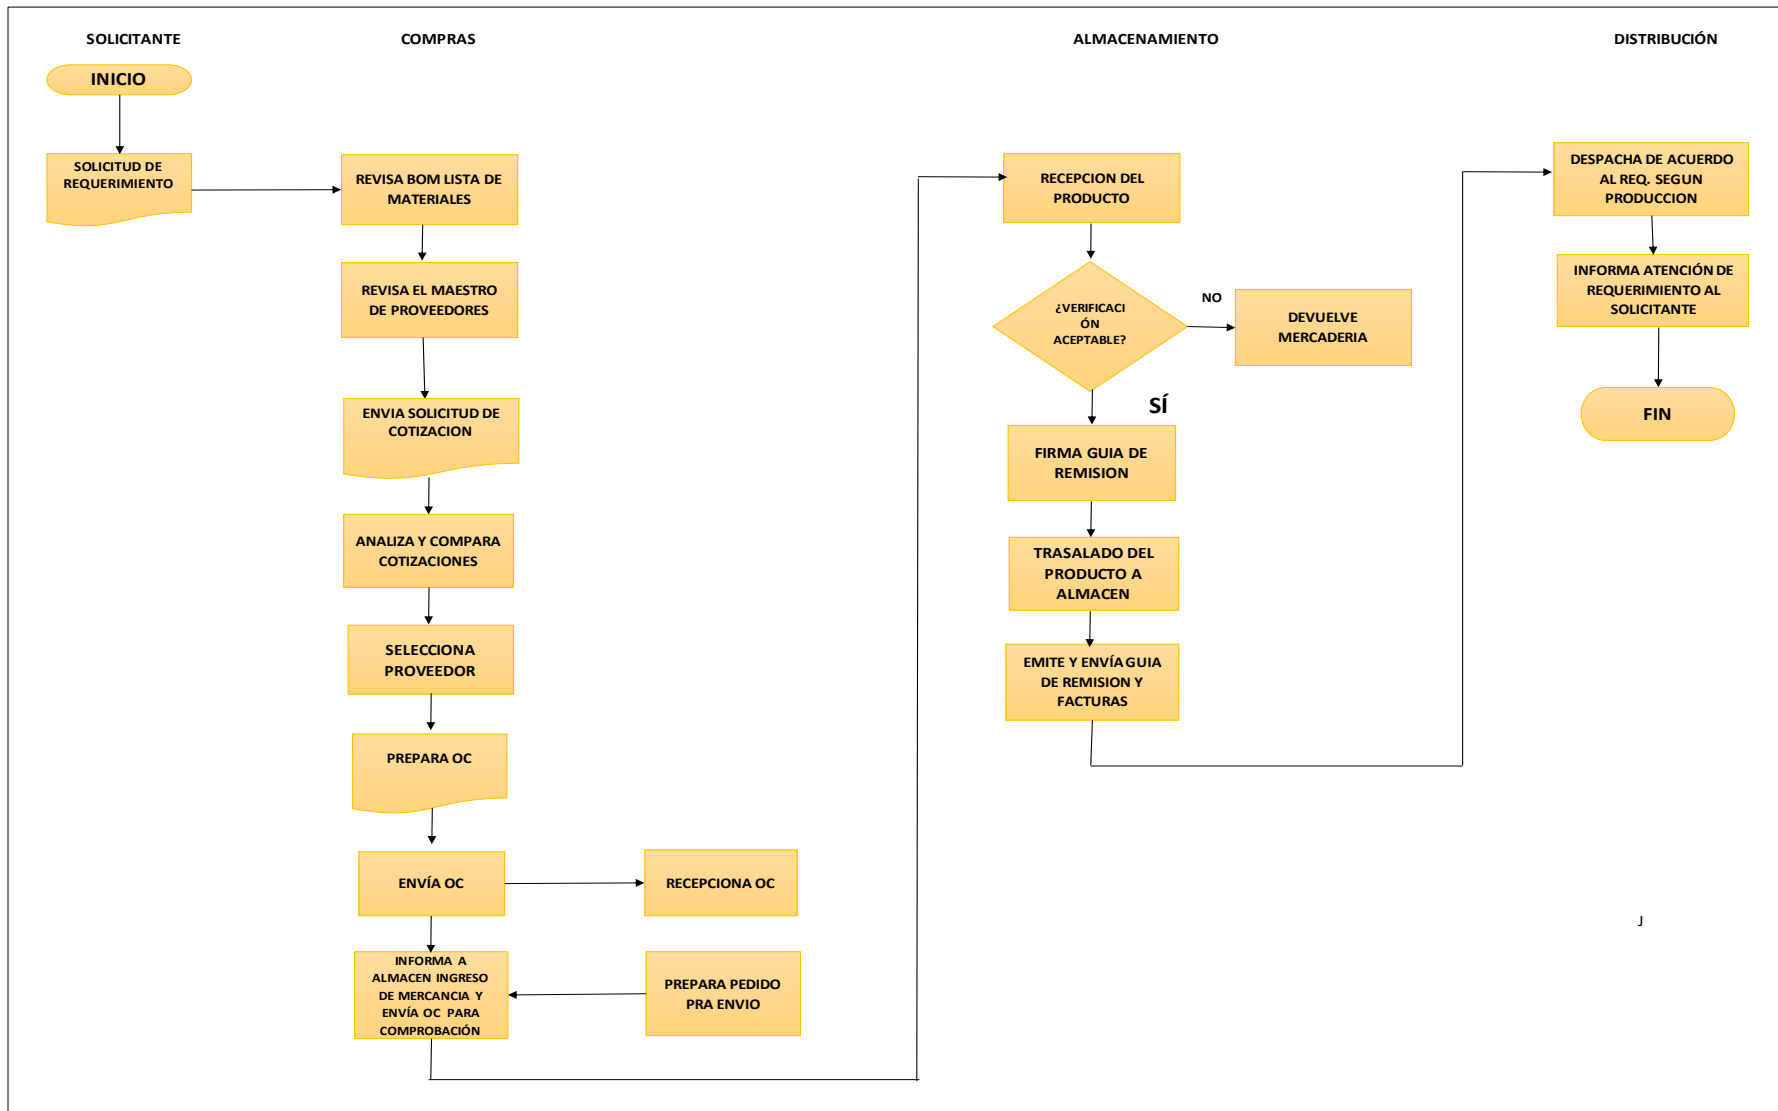 SOLICITANTE
COMPRAS
ALMACENAMIENTO
DISTRIBUCIÓN
INICIO
SOLICITUD DE
REQUERIMIENTO
REVISA BOM LISTA DE
MATERIALES
REVISA EL MAESTRO
DE PROVEEDORES
ENVIA SOLICITUD DE
COTIZACION
ANALIZA Y COMPARA
COTIZACIONES
SELECCIONA
PROVEEDOR
PREPARA OC
ENVÍA OC
RECEPCIONA OC
INFORMA A
ALMACEN INGRESO
DE MERCANCIA Y
ENVÍA OC PARA
COMPROBACIÓN
PREPARA PEDIDO
PRA ENVIO
RECEPCION DEL
PRODUCTO
¿VERIFICACI
ÓN
ACEPTABLE?
NO
DEVUELVE
MERCADERIA
SÍ
FIRMA GUIA DE
REMISION
TRASALADO DEL
PRODUCTO A
ALMACEN
EMITE Y ENVÍA GUIA
DE REMISION Y
FACTURAS
DESPACHA DE ACUERDO
AL REQ. SEGUN
PRODUCCION
INFORMA ATENCIÓN DE
REQUERIMIENTO AL
SOLICITANTE
FIN
J